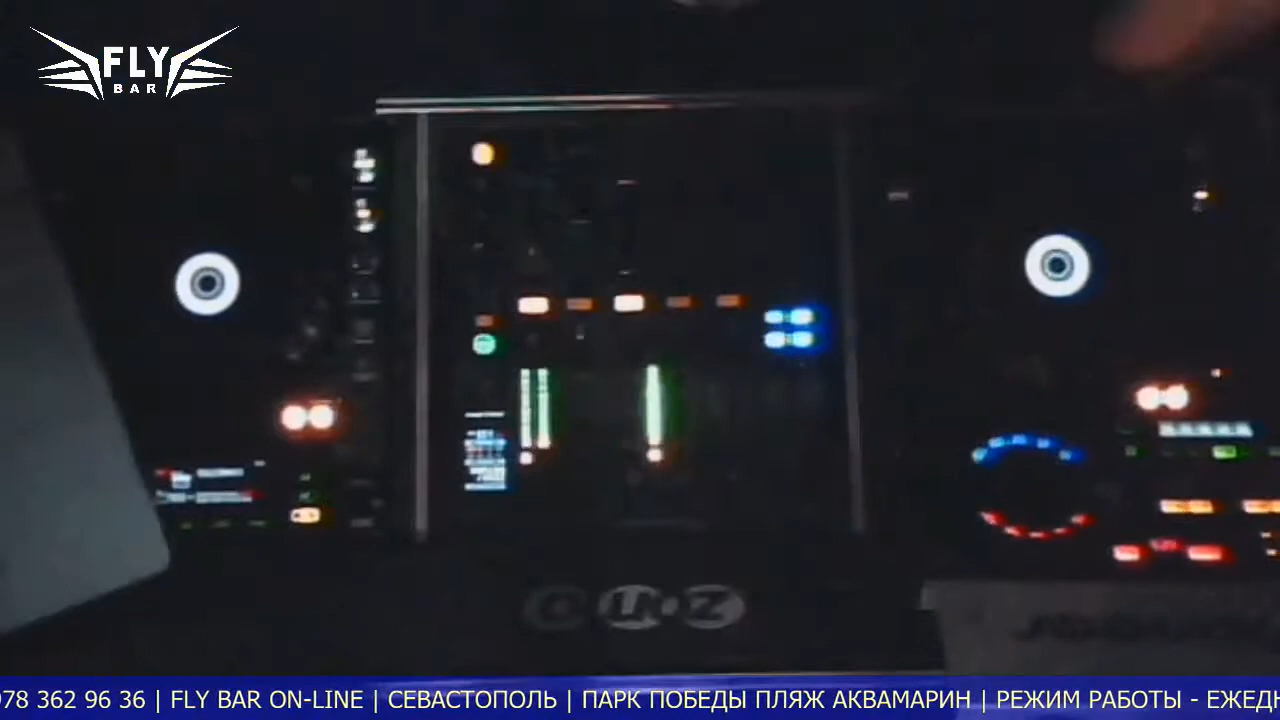 FLY
BAR
978 362 96 36 | FLY BAR ON-LINE | СЕВАСТОПОЛЬ | ПАРК ПОБЕДЫ ПЛЯЖ АКВАМАРИН | РЕЖИМ РАБОТЫ - ЕЖЕДН